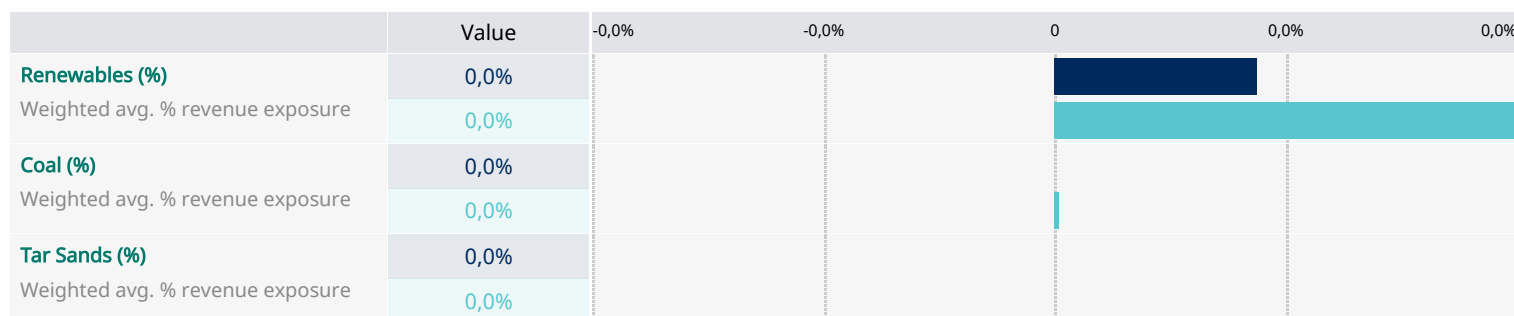 Value -0,0% -0,0% 0 0,0% 0,0%
Renewables (%) 0,0%
Weighted avg. % revenue exposure
0,0%
Coal (%) 0,0%
Weighted avg. % revenue exposure
0,0%
Tar Sands (%) 0,0%
Weighted avg. % revenue exposure
0,0%